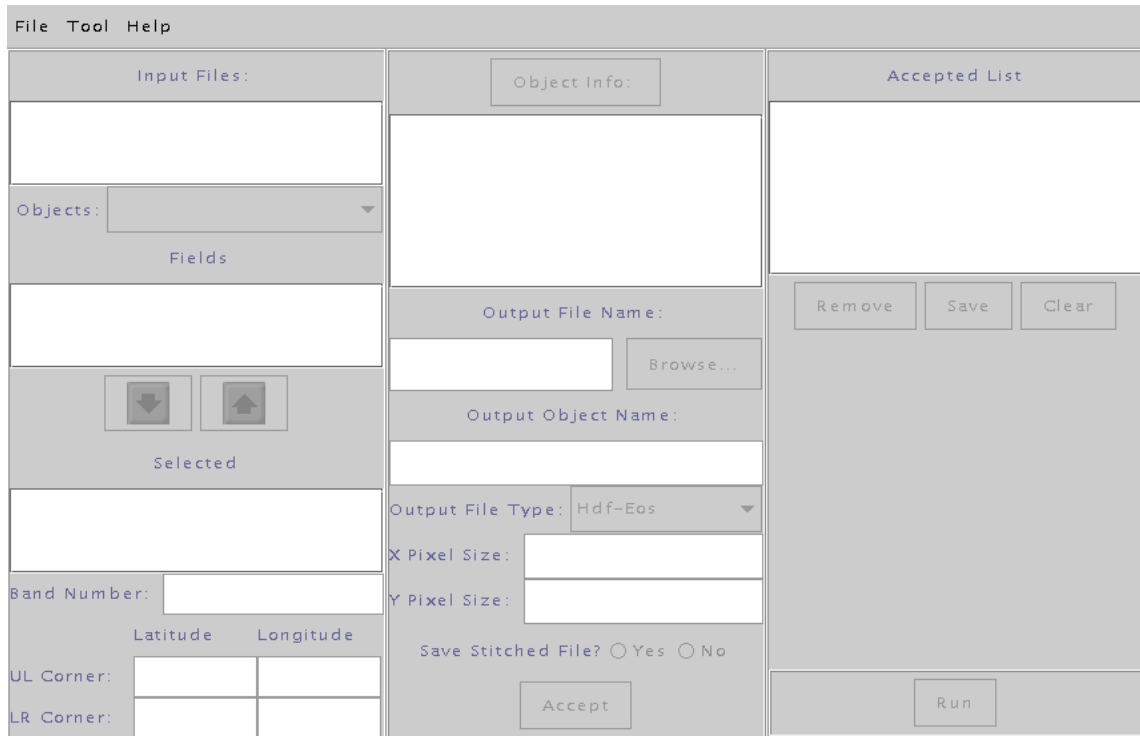 File Tool Help
Input Files:
Objects:
Fields
Selected
Band Number:
Latitude Longitude
UL Corner:
LR Corner:
Object Info:
Output File Name:
Browse...
Output Object Name:
Output File Type: Hdf-Eos
X Pixel Size:
Y Pixel Size:
Save Stitched File? Yes No
Accept
Accepted List
Remove Save Clear
Run